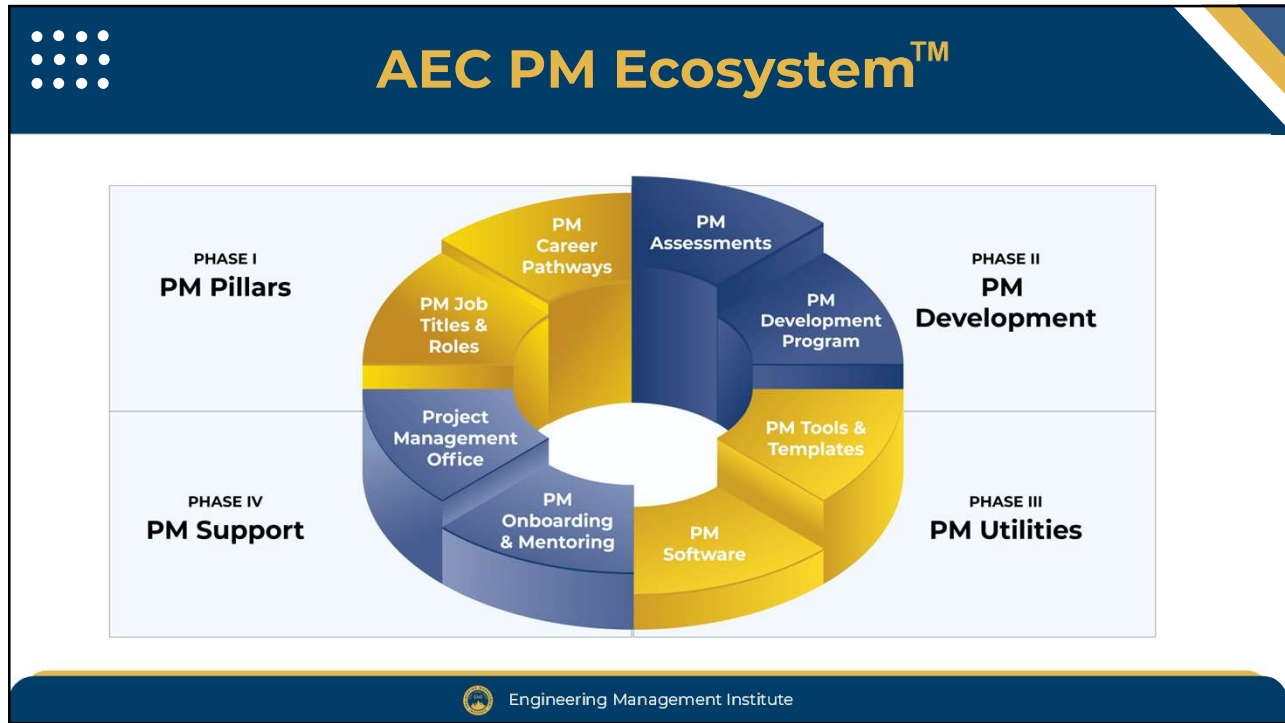 AEC PM Ecosystem™
PHASE I
PM Pillars
PM
Career
Pathways
PM Job
Titles &
Roles
PM
Assessments
PM
Development
Program
PHASE II
PM
Development
Project
Management
Office
PM
Onboarding
& Mentoring
PHASE IV
PM Support
PM Tools &
Templates
PM
Software
PHASE III
PM Utilities
Engineering Management Institute